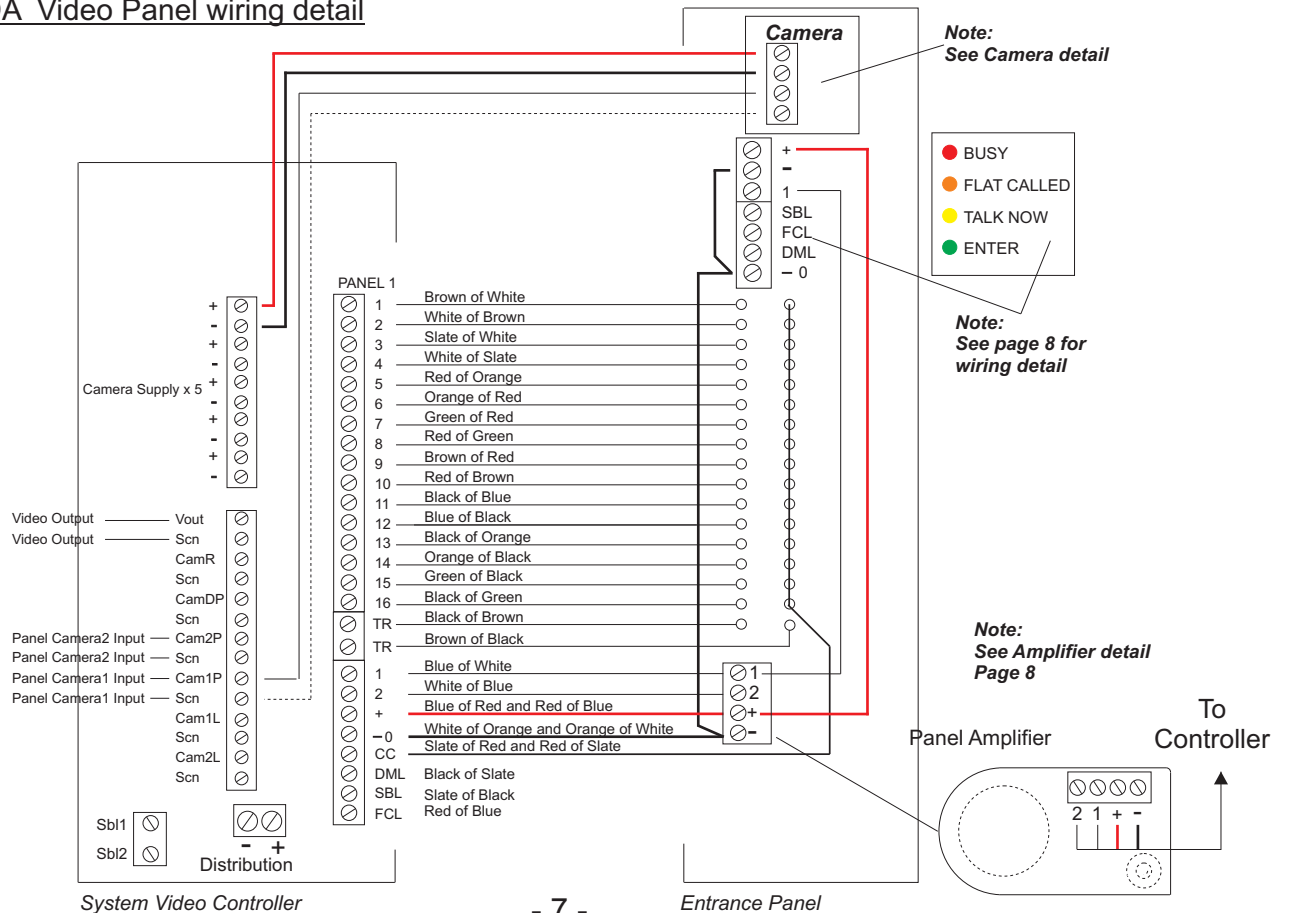 A Video Panel wiring detail
Camera
Note:
See Camera detail
+
-
1
SBL
FCL
DML
– 0
BUSY
FLAT CALLED
TALK NOW
ENTER
Note:
See page 8 for
wiring detail
+
-
+
-
Camera Supply x 5 +
-
+
-
+
-
PANEL 1
1 Brown of White
2 White of Brown
3 Slate of White
4 White of Slate
5 Red of Orange
6 Orange of Red
7 Green of Red
8 Red of Green
9 Brown of Red
10 Red of Brown
11 Black of Blue
12 Blue of Black
13 Black of Orange
14 Orange of Black
15 Green of Black
16 Black of Green
TR Black of Brown
TR Brown of Black
1 Blue of White
2 White of Blue
+ Blue of Red and Red of Blue
–0 White of Orange and Orange of White
CC Slate of Red and Red of Slate
DML Black of Slate
SBL Slate of Black
FCL Red of Blue
1
2
+
-
Video Output Vout
Video Output Scn
CamR
Scn
CamDP
Scn
Panel Camera2 Input Cam2P
Panel Camera2 Input Scn
Panel Camera1 Input Cam1P
Panel Camera1 Input Scn
Cam1L
Scn
Cam2L
Scn
Sbl1
Sbl2
- +
Distribution
Note:
See Amplifier detail
Page 8
Panel Amplifier
To
Controller
2 1 + -
System Video Controller
- 7 -
Entrance Panel